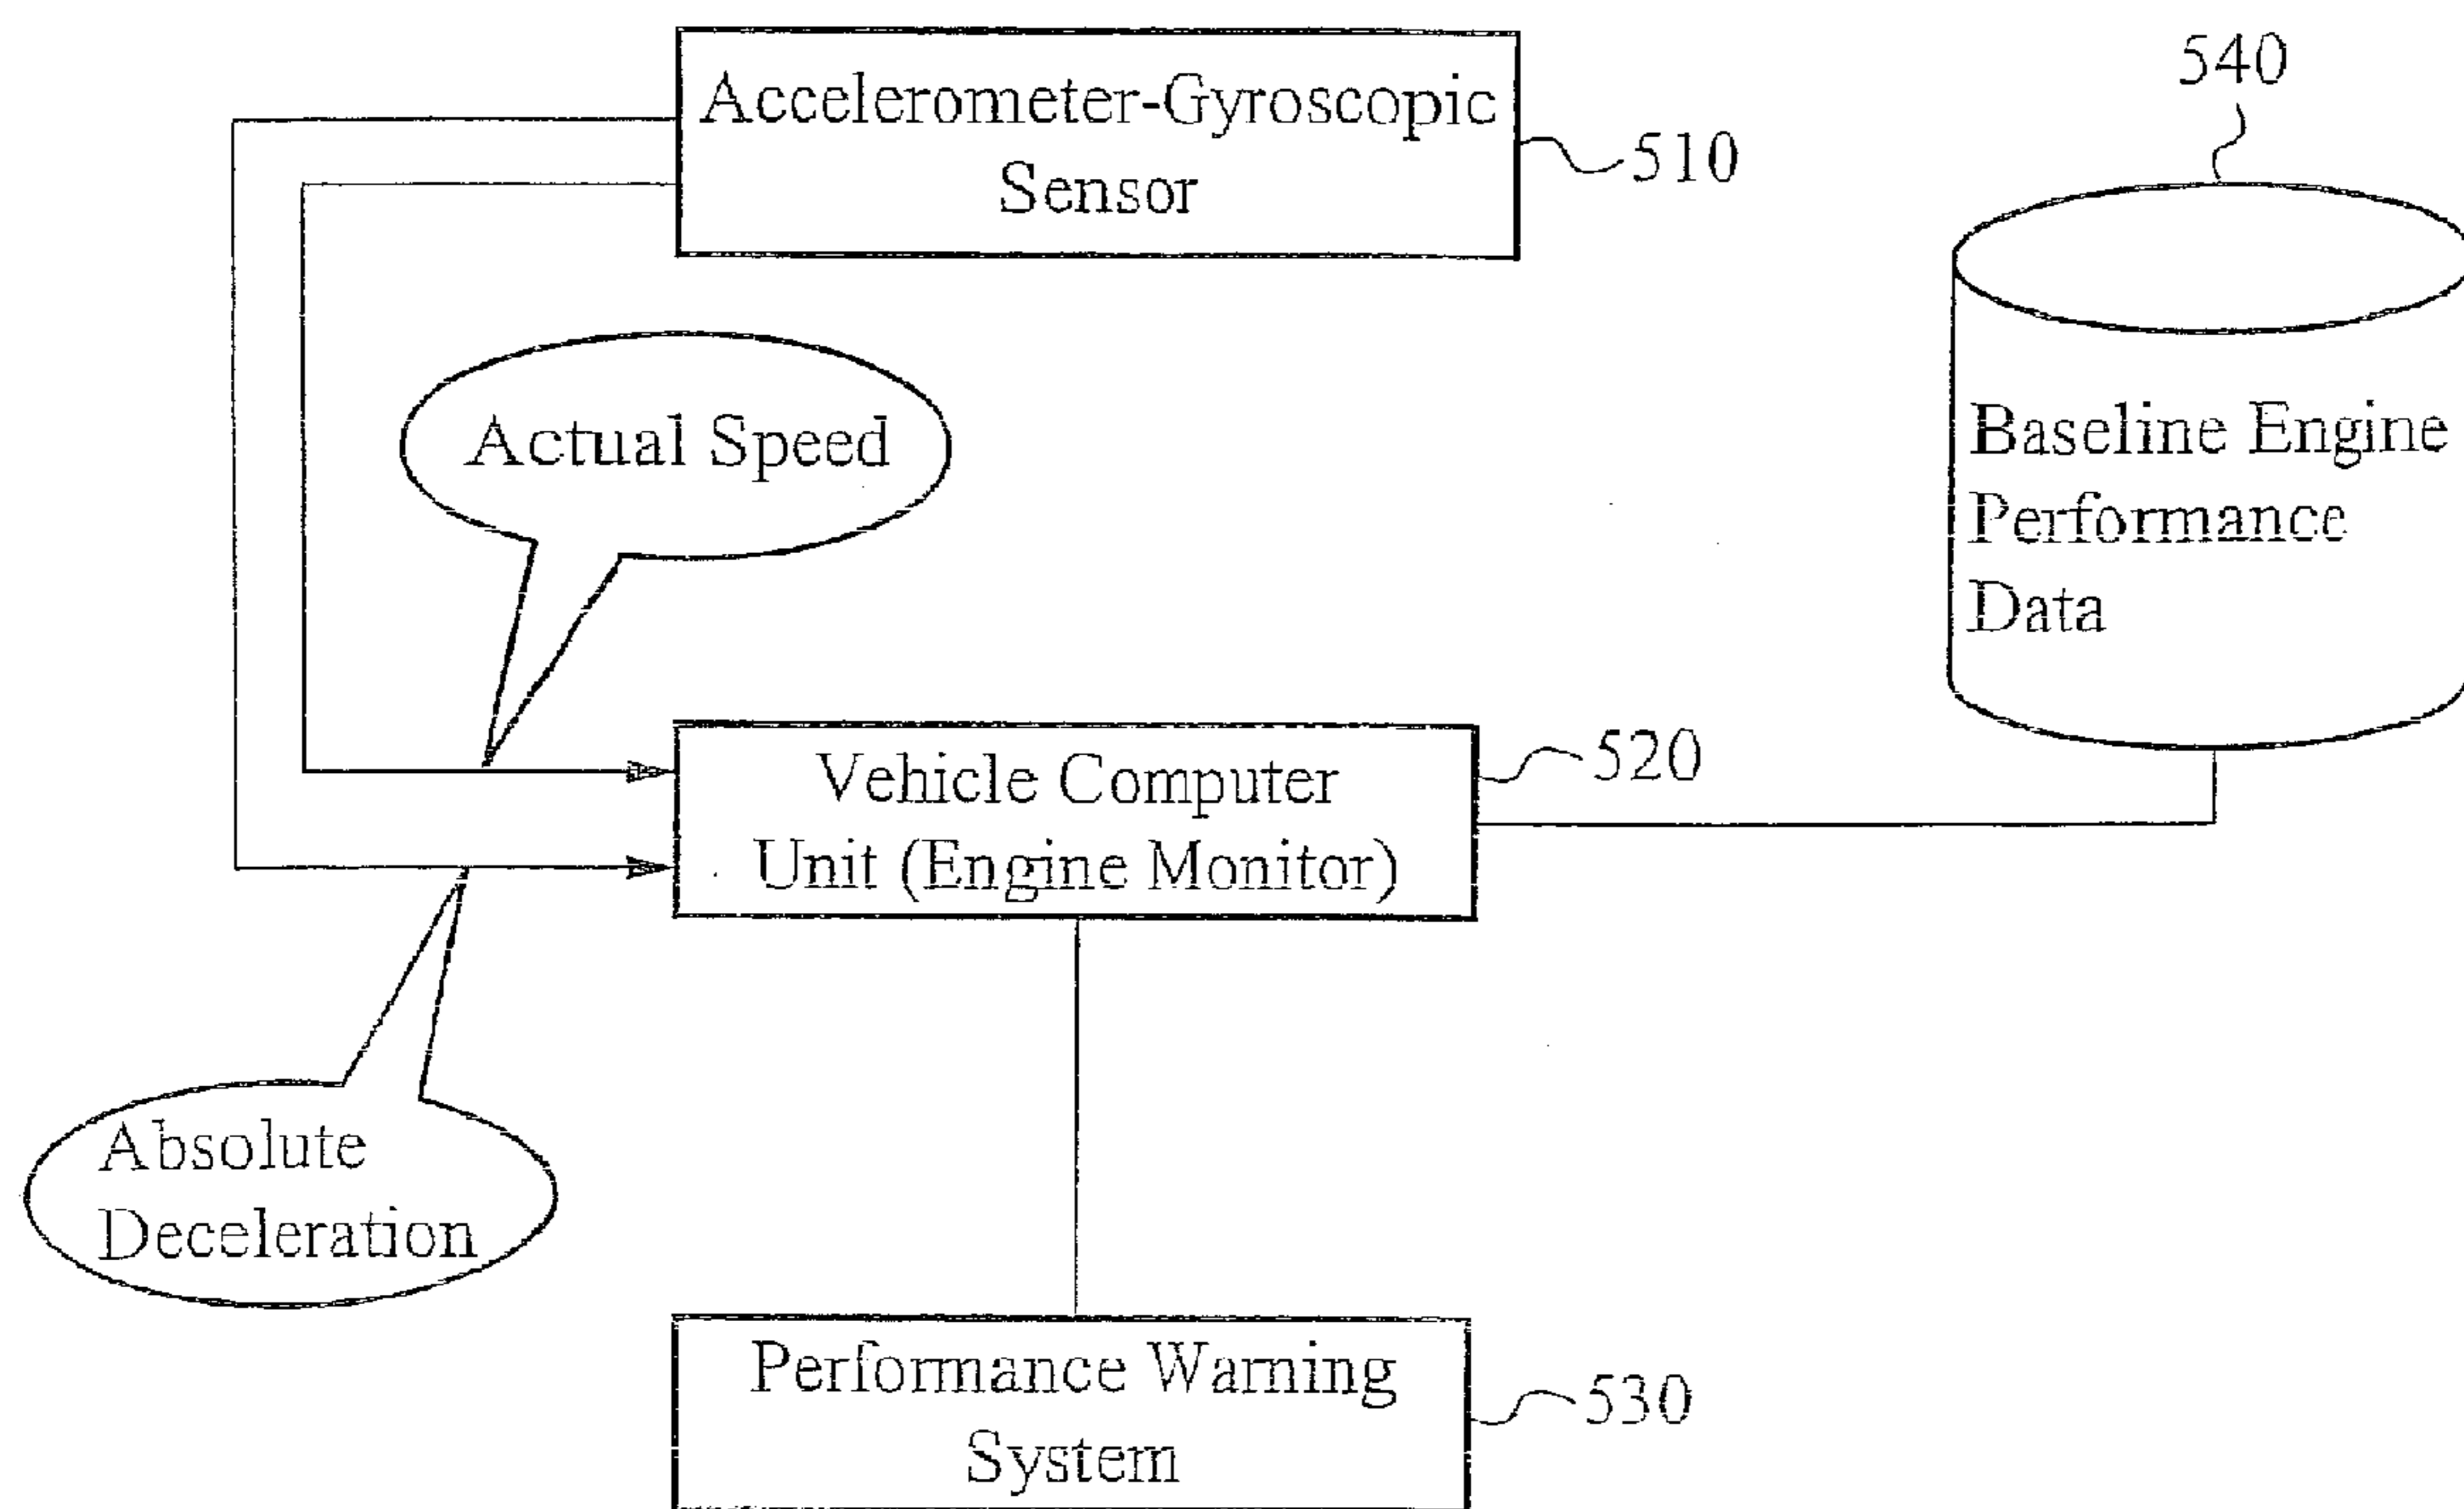 Accelerometer-Gyroscopic
Sensor
510
540
Actual Speed
Baseline Engine
Performance
Data
Vehicle Computer
Unit (Engine Monitor)
520
Absolute
Deceleration
Performance Warning
System
530